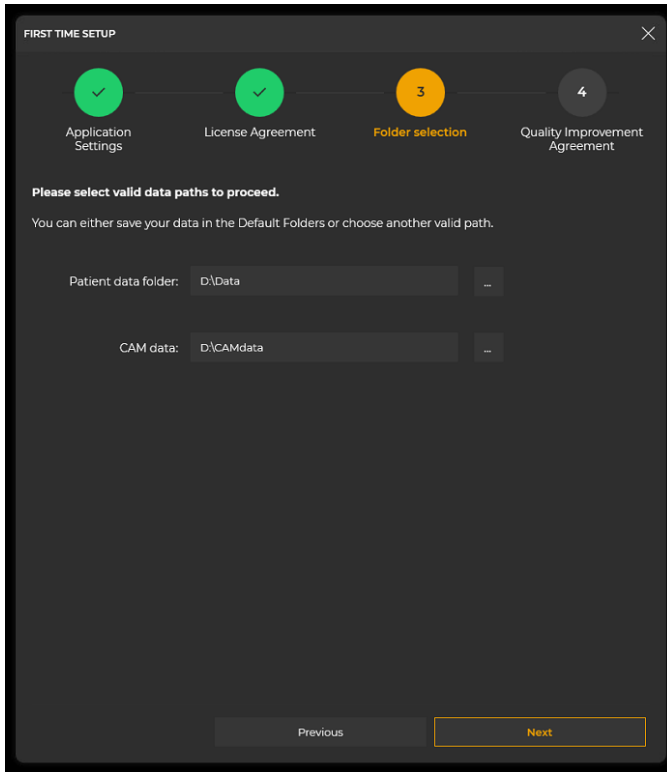 FIRST TIME SETUP
3
4
Application
Settings
License Agreement
Folder selection
Quality Improvement
Agreement
Please select valid data paths to proceed.
You can either save your data in the Default Folders or choose another valid path.
Patient data folder:
D:\Data
...
CAM data:
D:\CAMdata
...
Previous
Next